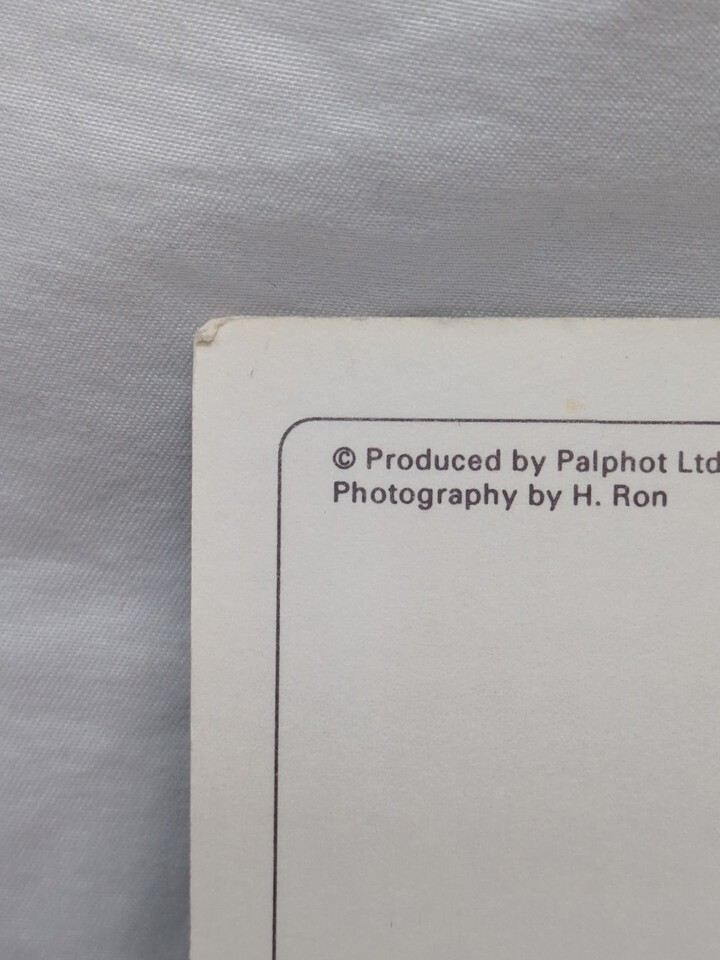 © Produced by Palphot Ltd
Photography by H. Ron